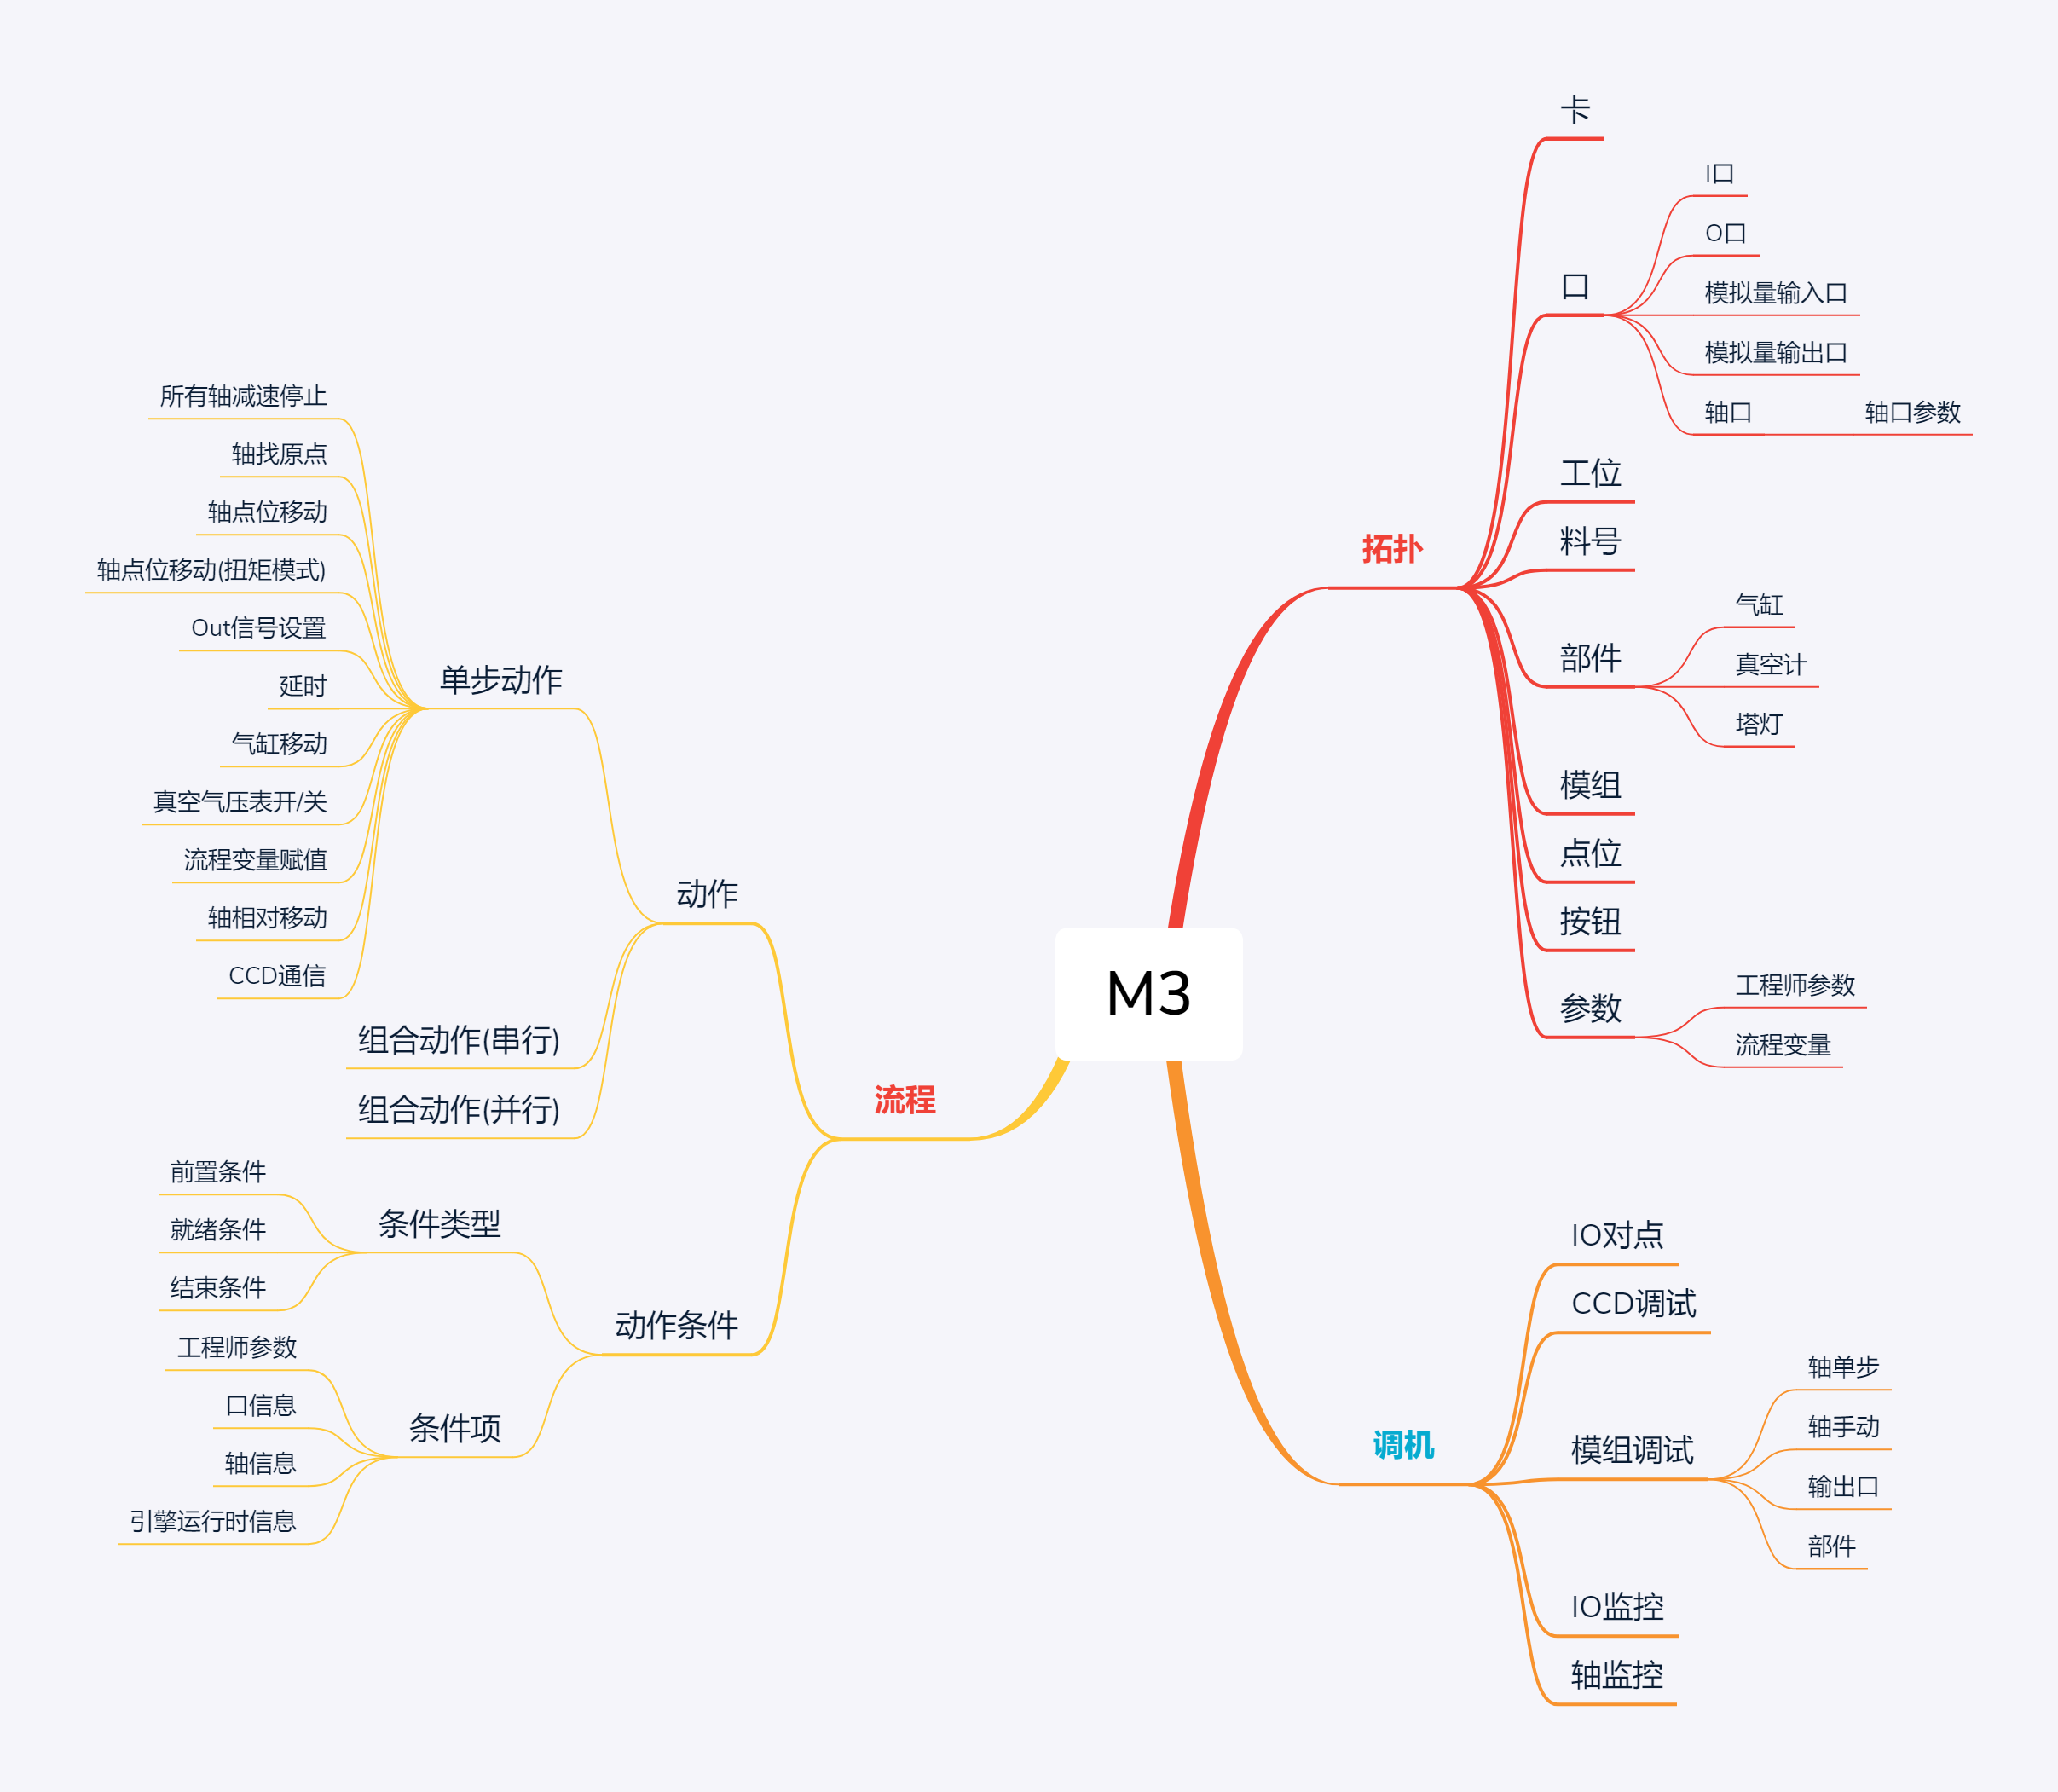 M3
拓扑
卡
口
I口
O口
模拟量输入口
模拟量输出口
轴口
轴口参数
工位
料号
部件
气缸
真空计
塔灯
模组
点位
按钮
参数
工程师参数
流程变量
调机
IO对点
CCD调试
模组调试
轴单步
轴手动
输出口
部件
IO监控
轴监控
流程
动作
单步动作
所有轴减速停止
轴找原点
轴点位移动
轴点位移动(扭矩模式)
Out信号设置
延时
气缸移动
真空气压表开/关
流程变量赋值
轴相对移动
CCD通信
组合动作(串行)
组合动作(并行)
动作条件
条件类型
前置条件
就绪条件
结束条件
条件项
工程师参数
口信息
轴信息
引擎运行时信息